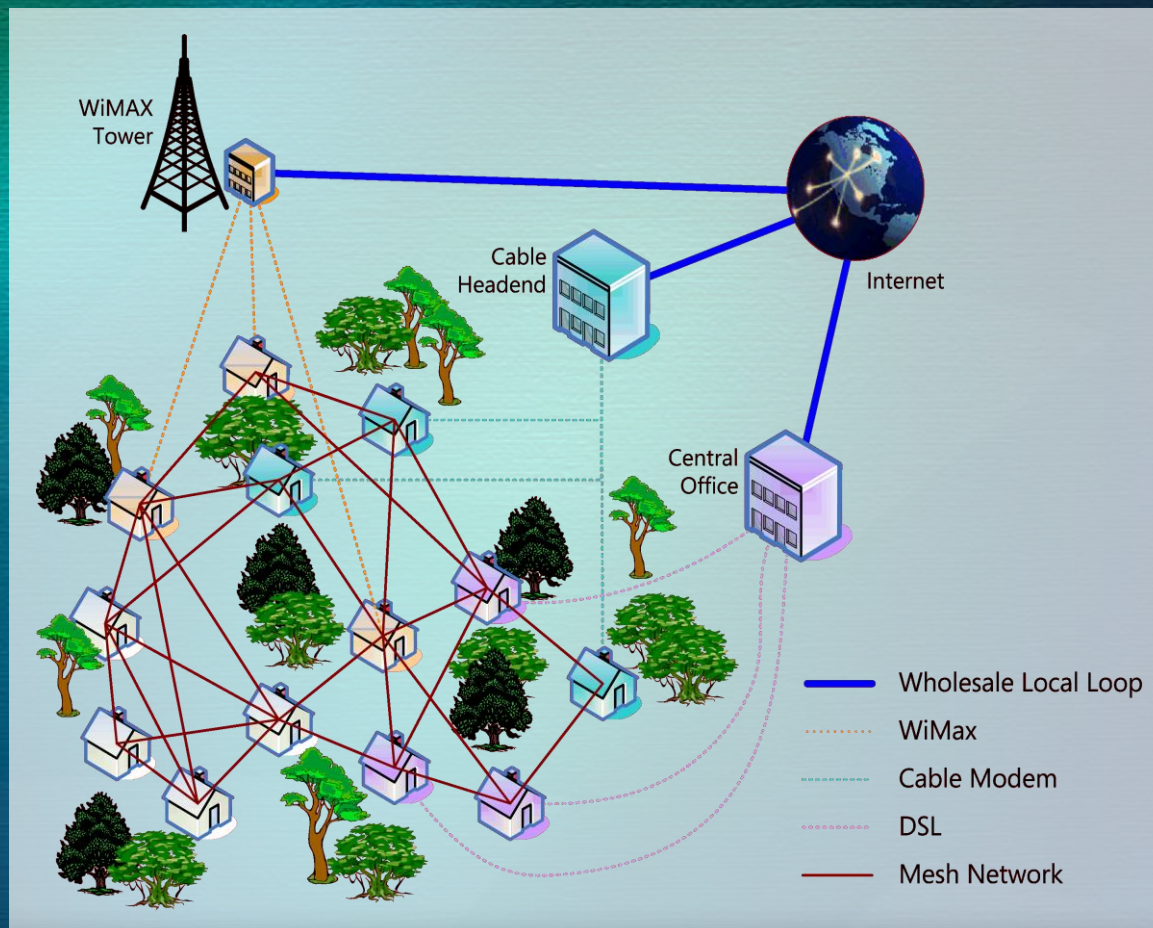 WiMAX
Tower
Cable
Headend
Internet
Central
Office
Wholesale Local Loop
WiMax
Cable Modem
DSL
Mesh Network